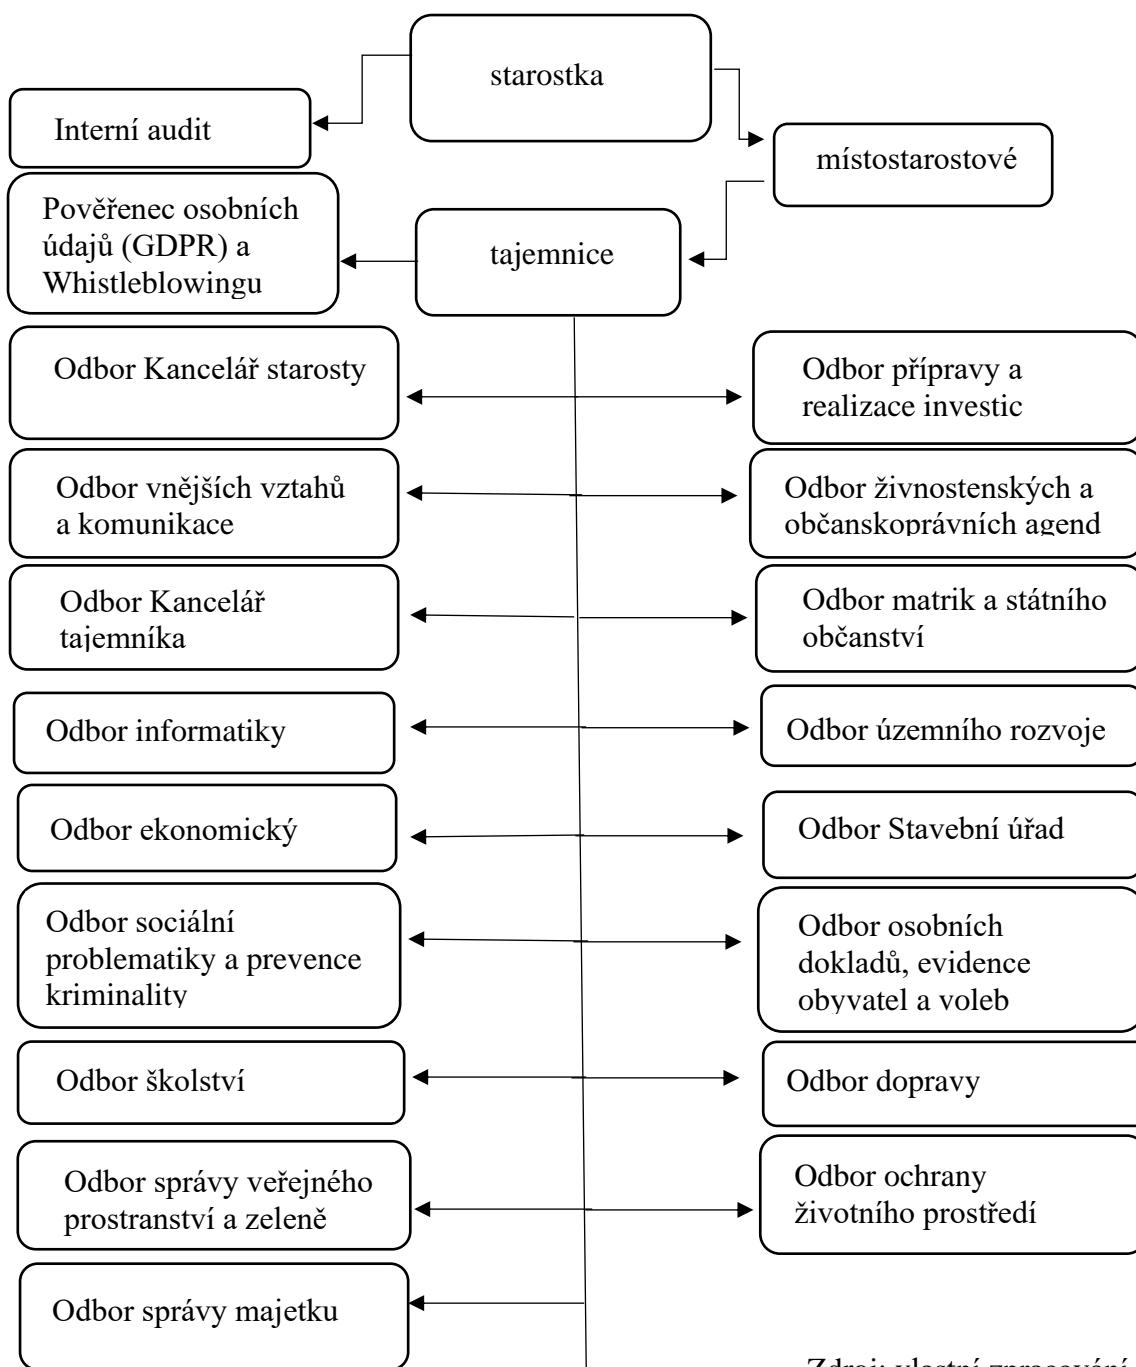 starostka
Interní audit
místostarostové
Pověřenec osobních
údajů (GDPR) a
Whistleblowingu
tajemnice
Odbor Kancelář starosty
Odbor přípravy a
realizace investic
Odbor vnějších vztahů
a komunikace
Odbor živnostenských a
občanskoprávních agend
Odbor Kancelář
tajemníka
Odbor matrik a státního
občanství
Odbor informatiky
Odbor územního rozvoje
Odbor ekonomický
Odbor Stavební úřad
Odbor sociální
problematiky a prevence
kriminality
Odbor osobních
dokladů, evidence
obyvatel a voleb
Odbor školství
Odbor dopravy
Odbor správy veřejného
prostranství a zeleně
Odbor ochrany
životního prostředí
Odbor správy majetku
Zdroj: vlastní zpracování